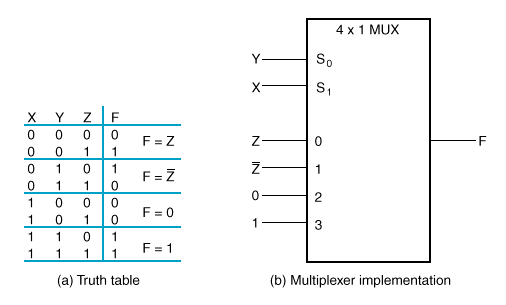 X Y Z F
0 0 0 0
0 0 1 1
F = Z
0 1 0 1
0 1 1 0
F = Z̅
1 0 0 0
1 0 1 0
F = 0
1 1 0 1
1 1 1 1
F = 1
(a) Truth table
4 x 1 MUX
Y S₀
X S₁
Z 0
Z̅ 1
0 2
1 3
F
(b) Multiplexer implementation